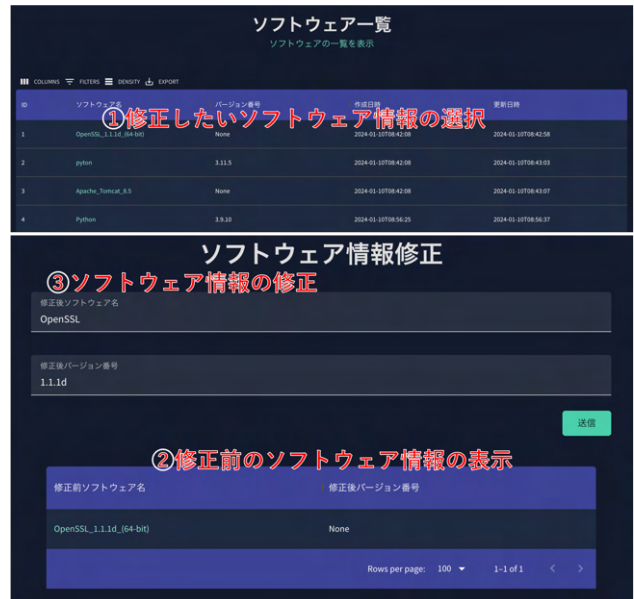 ソフトウェア一覧
ソフトウェアの一覧を表示
COLUMNS FILTERS DENSITY EXPORT
ID ソフトウェア名 バージョン番号 作成日時 更新日時
①修正したいソフトウェア情報の選択
1 OpenSSL_1.1.1d_(64-bit) None 2024-01-10T08:42:08 2024-01-10T08:42:58
2 pyton 3.11.5 2024-01-10T08:42:08 2024-01-10T08:43:03
3 Apache_Tomcat_8.5 None 2024-01-10T08:42:08 2024-01-10T08:43:07
4 Python 3.9.10 2024-01-10T08:56:25 2024-01-10T08:56:37
ソフトウェア情報修正
③ソフトウェア情報の修正
修正後ソフトウェア名
OpenSSL
修正後バージョン番号
1.1.1d
送信
②修正前のソフトウェア情報の表示
修正前ソフトウェア名 修正後バージョン番号
OpenSSL_1.1.1d_(64-bit) None
Rows per page: 100 1–1 of 1